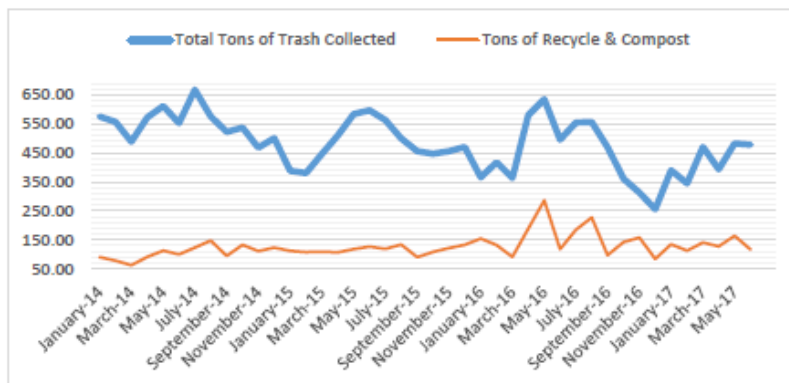 Total Tons of Trash Collected Tons of Recycle & Compost
650.00
550.00
450.00
350.00
250.00
150.00
50.00
January-14
March-14
May-14
July-14
September-14
November-14
January-15
March-15
May-15
July-15
September-15
November-15
January-16
March-16
May-16
July-16
September-16
November-16
January-17
March-17
May-17